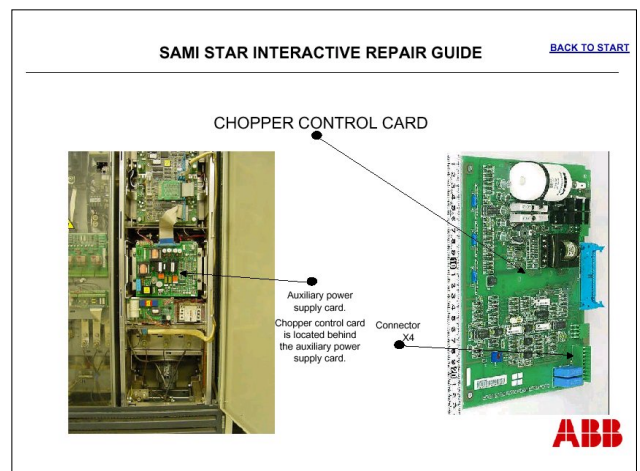 SAMI STAR INTERACTIVE REPAIR GUIDE
BACK TO START
CHOPPER CONTROL CARD
Auxiliary power
supply card.
Chopper control card
is located behind
the auxiliary power
supply card.
Connector
X4
ABB